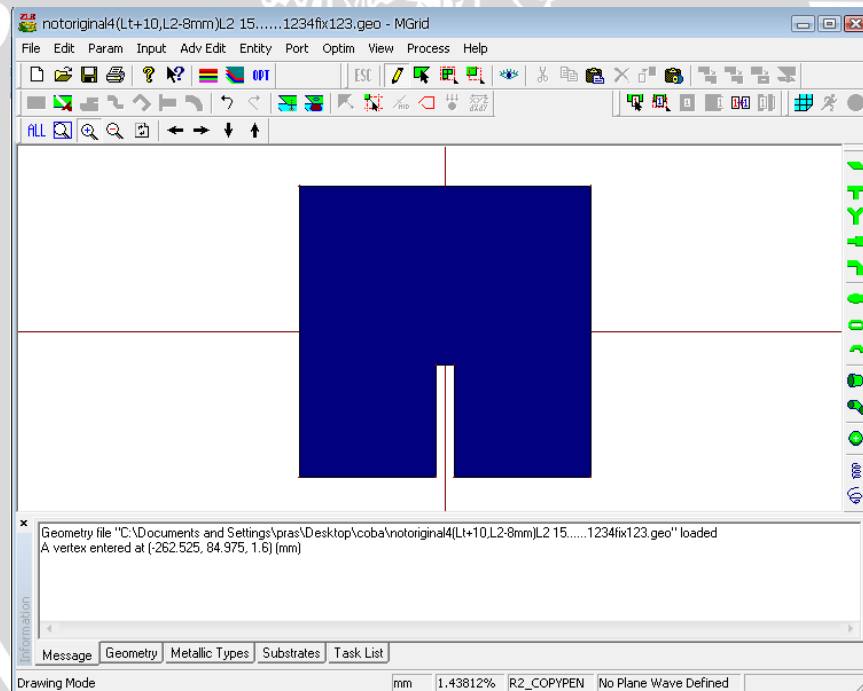 notoriginal4(Lt+10,L2-8mm)L2 15......1234fix123.geo - MGrid
File Edit Param Input Adv Edit Entity Port Optim View Process Help
OPT ESC
MID
ALL
Geometry file "C:\Documents and Settings\pras\Desktop\coba\notoriginal4(Lt+10,L2-8mm)L2 15......1234fix123.geo" loaded
A vertex entered at (-262.525, 84.975, 1.6) (mm)
Information
Message Geometry Metallic Types Substrates Task List
Drawing Mode mm 1.43812% R2_COPYPEN No Plane Wave Defined